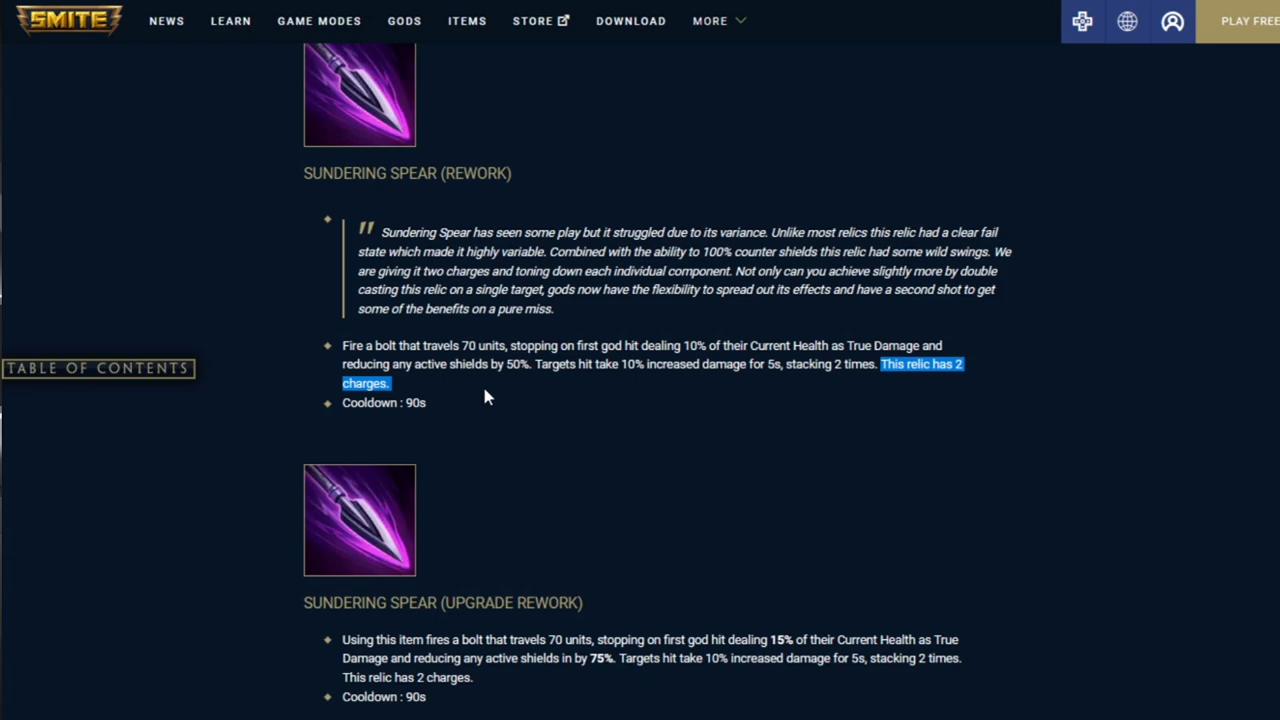 SMITE
NEWS LEARN GAME MODES GODS ITEMS STORE DOWNLOAD MORE PLAY FREE
SUNDERING SPEAR (REWORK)
" Sundering Spear has seen some play but it struggled due to its variance. Unlike most relics this relic had a clear fail
state which made it highly variable. Combined with the ability to 100% counter shields this relic had some wild swings. We
are giving it two charges and toning down each individual component. Not only can you achieve slightly more by double
casting this relic on a single target, gods now have the flexibility to spread out its effects and have a second shot to get
some of the benefits on a pure miss.
Fire a bolt that travels 70 units, stopping on first god hit dealing 10% of their Current Health as True Damage and
reducing any active shields by 50%. Targets hit take 10% increased damage for 5s, stacking 2 times. This relic has 2
charges.
TABLE OF CONTENTS
Cooldown : 90s
SUNDERING SPEAR (UPGRADE REWORK)
Using this item fires a bolt that travels 70 units, stopping on first god hit dealing 15% of their Current Health as True
Damage and reducing any active shields in by 75%. Targets hit take 10% increased damage for 5s, stacking 2 times.
This relic has 2 charges.
Cooldown : 90s